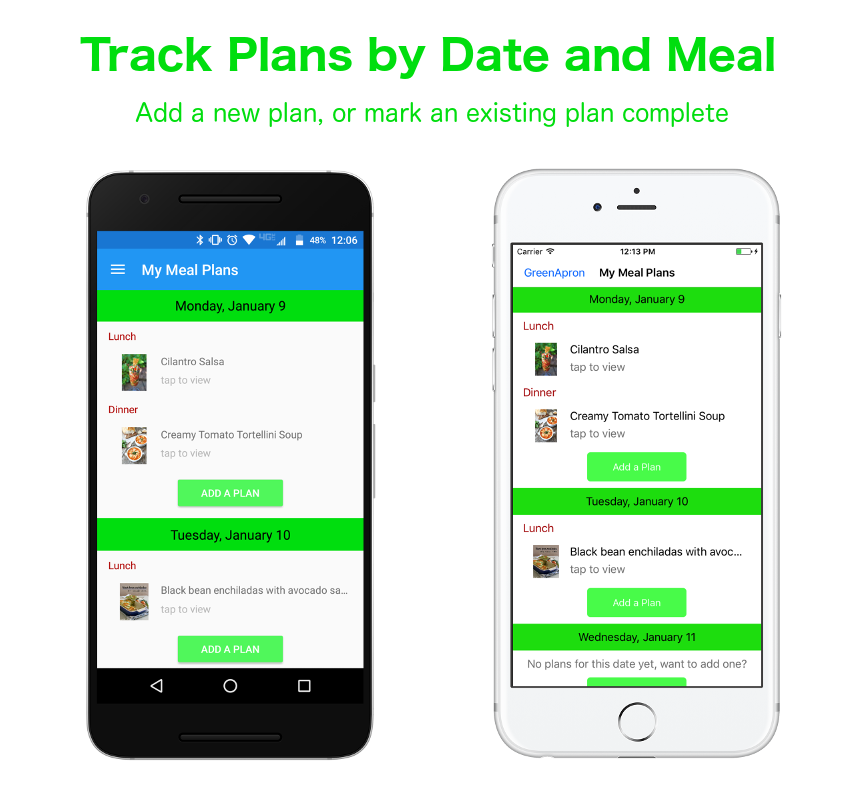 Track Plans by Date and Meal
Add a new plan, or mark an existing plan complete
48% 12:06
My Meal Plans
Monday, January 9
Lunch
Cilantro Salsa
tap to view
Dinner
Creamy Tomato Tortellini Soup
tap to view
ADD A PLAN
Tuesday, January 10
Lunch
Black bean enchiladas with avocado sa...
tap to view
ADD A PLAN
Carrier 12:13 PM
GreenApron My Meal Plans
Monday, January 9
Lunch
Cilantro Salsa
tap to view
Dinner
Creamy Tomato Tortellini Soup
tap to view
Add a Plan
Tuesday, January 10
Lunch
Black bean enchiladas with avoc...
tap to view
Add a Plan
Wednesday, January 11
No plans for this date yet, want to add one?